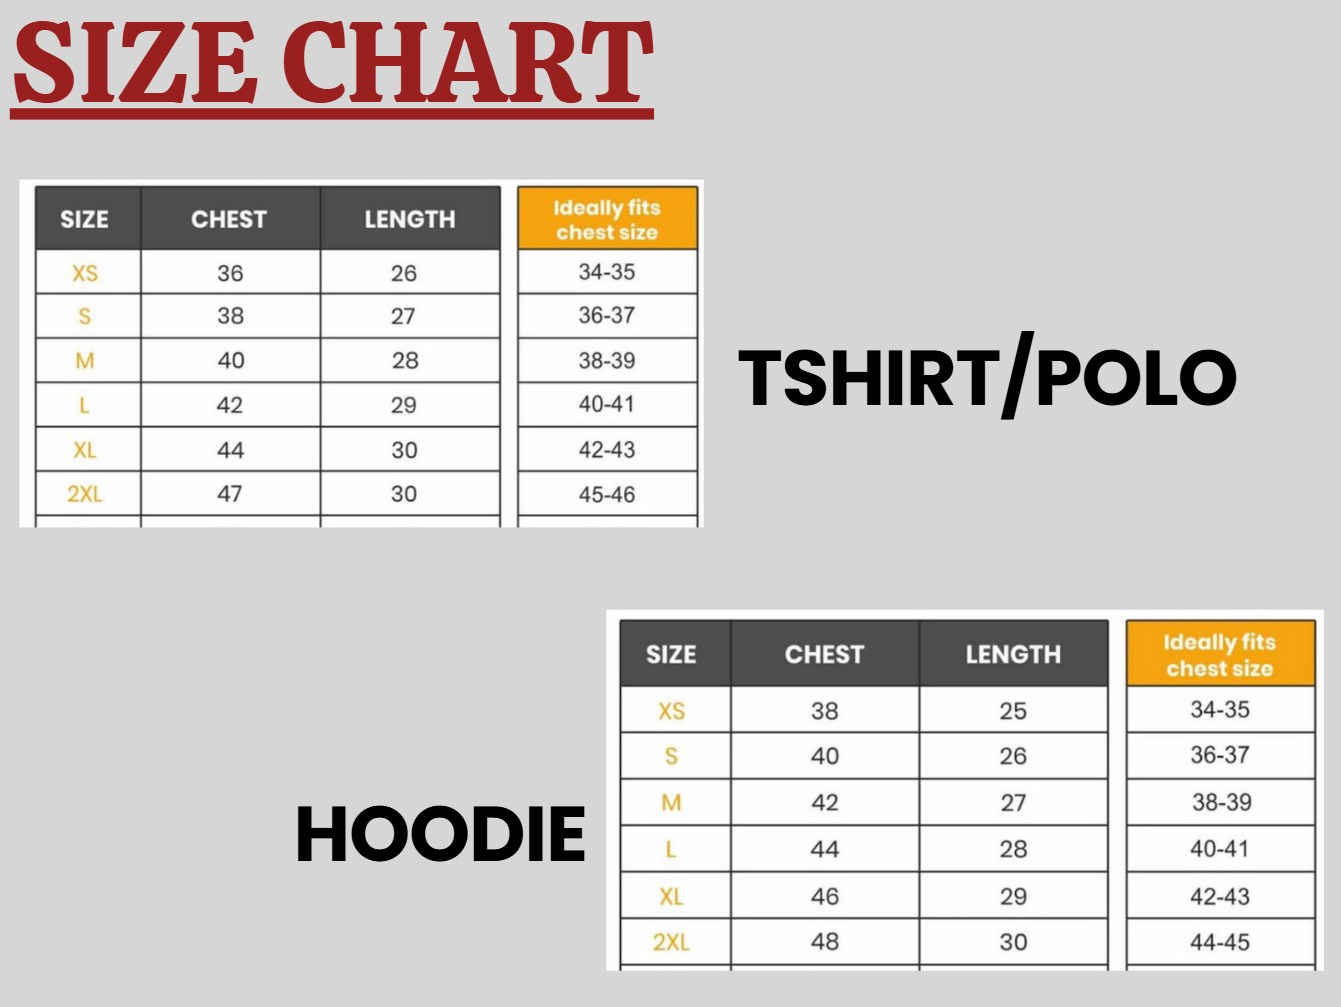 SIZE CHART
SIZE CHEST LENGTH Ideally fits
chest size
XS 36 26 34-35
S 38 27 36-37
M 40 28 38-39
L 42 29 40-41
XL 44 30 42-43
2XL 47 30 45-46
TSHIRT/POLO
SIZE CHEST LENGTH Ideally fits
chest size
XS 38 25 34-35
S 40 26 36-37
M 42 27 38-39
L 44 28 40-41
XL 46 29 42-43
2XL 48 30 44-45
HOODIE